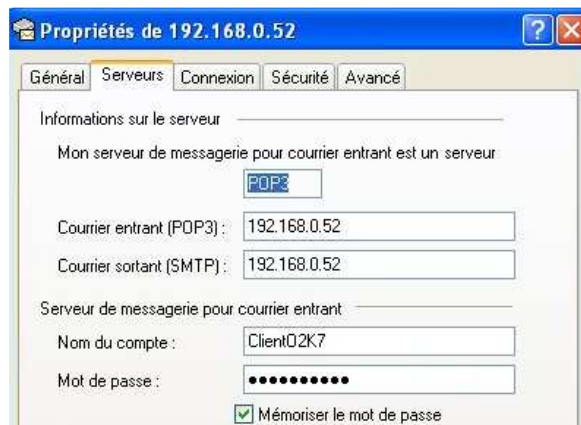 Propriétés de 192.168.0.52
Général Serveurs Connexion Sécurité Avancé
Informations sur le serveur
Mon serveur de messagerie pour courrier entrant est un serveur
POP3
Courrier entrant (POP3) : 192.168.0.52
Courrier sortant (SMTP) : 192.168.0.52
Serveur de messagerie pour courrier entrant
Nom du compte : ClientO2K7
Mot de passe : ●●●●●●●●●●
Mémoriser le mot de passe